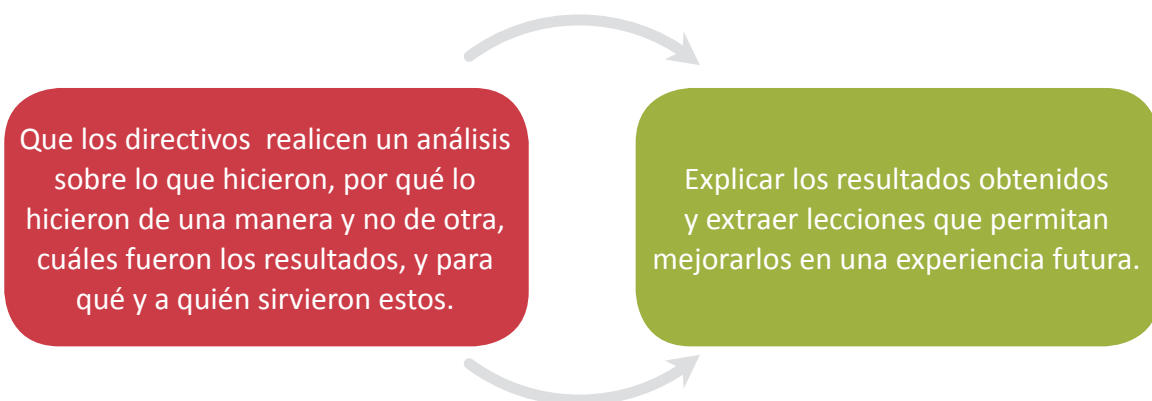 Que los directivos realicen un análisis
sobre lo que hicieron, por qué lo
hicieron de una manera y no de otra,
cuáles fueron los resultados, y para
qué y a quién sirvieron estos.
Explicar los resultados obtenidos
y extraer lecciones que permitan
mejorarlos en una experiencia futura.